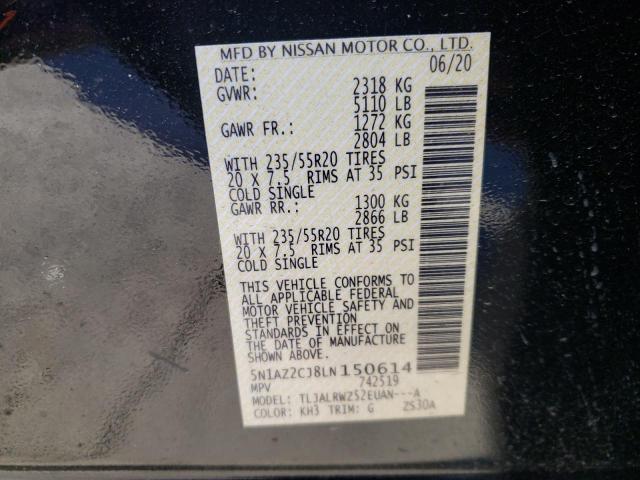 MFD BY NISSAN MOTOR CO., LTD.
DATE: 06/20
GVWR: 2318 KG
5110 LB
GAWR FR.: 1272 KG
2804 LB
WITH 235/55R20 TIRES
20 X 7.5 RIMS AT 35 PSI
COLD SINGLE
GAWR RR.: 1300 KG
2866 LB
WITH 235/55R20 TIRES
20 X 7.5 RIMS AT 35 PSI
COLD SINGLE
THIS VEHICLE CONFORMS TO
ALL APPLICABLE FEDERAL
MOTOR VEHICLE SAFETY AND
THEFT PREVENTION
STANDARDS IN EFFECT ON
THE DATE OF MANUFACTURE
SHOWN ABOVE.
5N1AZ2CJ8LN150614
MPV 742519
MODEL: TLJALRWZS2EUAN---A
COLOR: KH3 TRIM: G ZS30A